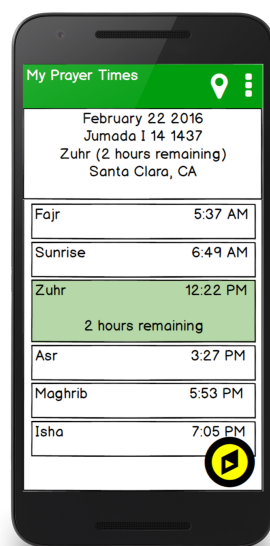 My Prayer Times
February 22 2016
Jumada I 14 1437
Zuhr (2 hours remaining)
Santa Clara, CA
Fajr 5:37 AM
Sunrise 6:49 AM
Zuhr 12:22 PM
2 hours remaining
Asr 3:27 PM
Maghrib 5:53 PM
Isha 7:05 PM